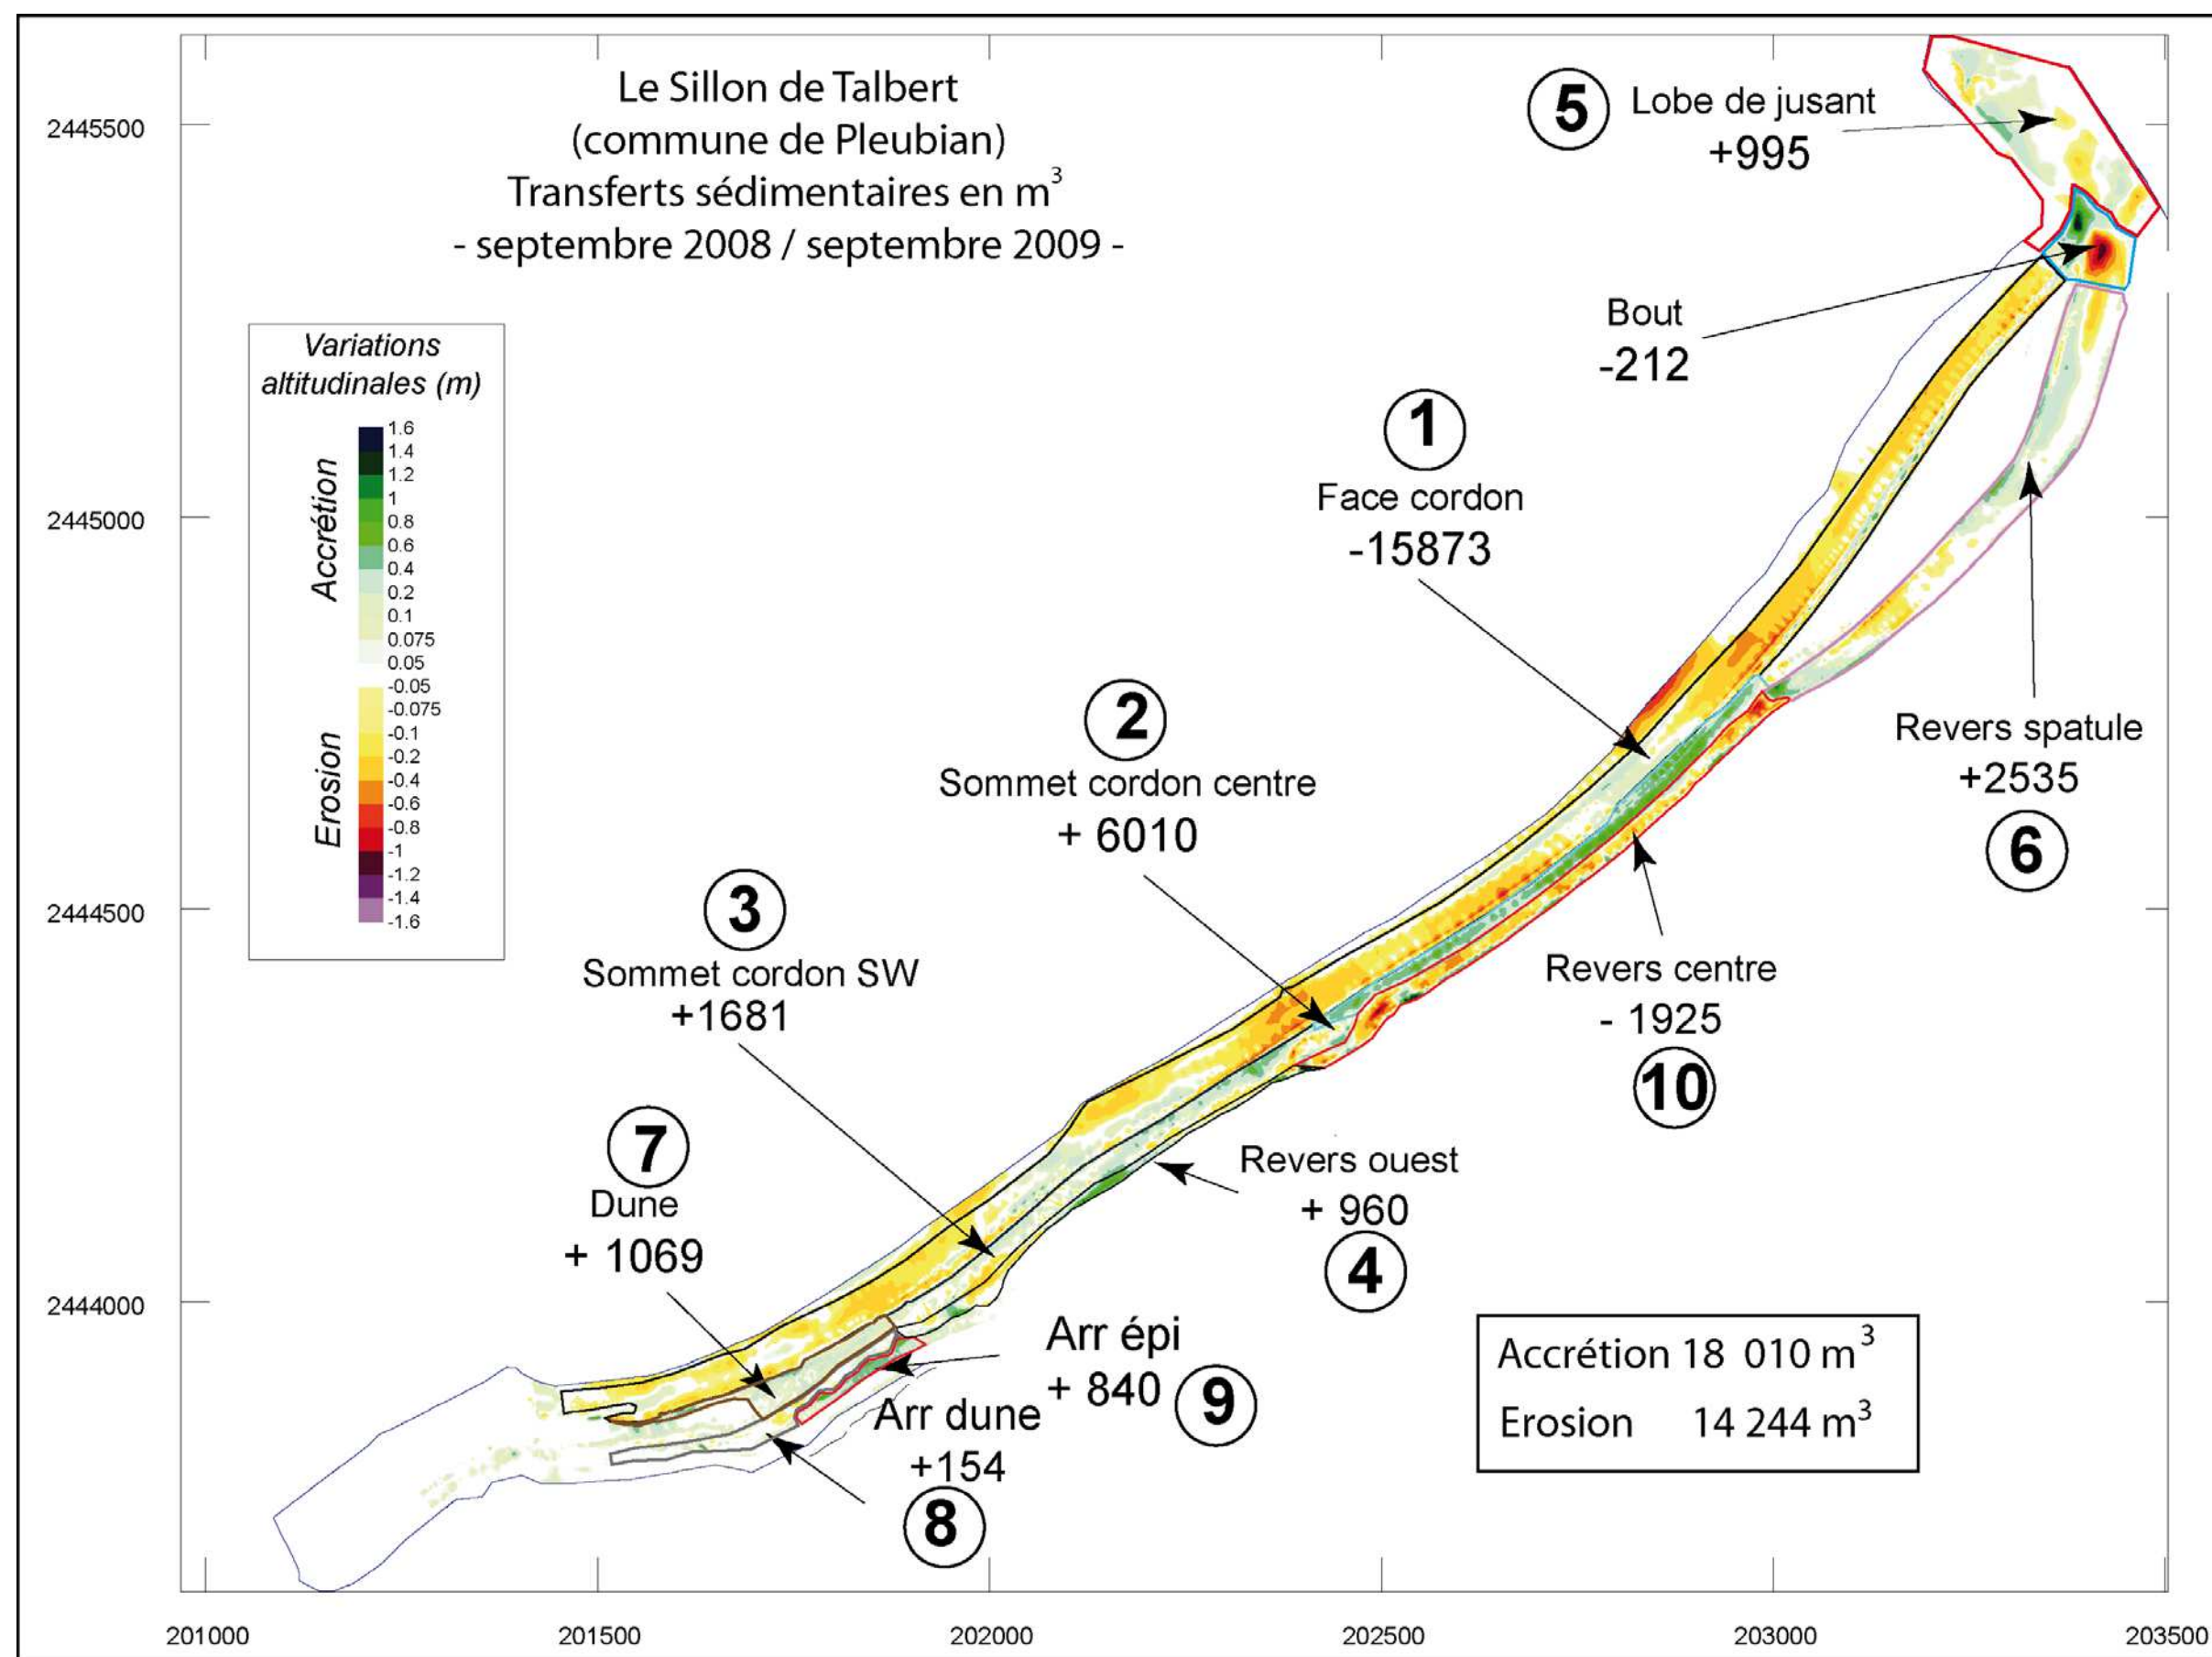 Le Sillon de Talbert
(commune de Pleubian)
Transferts sédimentaires en m³
- septembre 2008 / septembre 2009 -
Variations
altitudinales (m)
Accrétion
Erosion
1.6
1.4
1.2
1
0.8
0.6
0.4
0.2
0.1
0.075
0.05
-0.05
-0.075
-0.1
-0.2
-0.4
-0.6
-0.8
-1
-1.2
-1.4
-1.6
5
Lobe de jusant
+995
Bout
-212
1
Face cordon
-15873
2
Sommet cordon centre
+ 6010
3
Sommet cordon SW
+1681
Revers spatule
+2535
6
Revers centre
- 1925
10
7
Dune
+ 1069
Revers ouest
+ 960
4
Arr épi
+ 840
9
Arr dune
+154
8
Accrétion 18 010 m³
Erosion 14 244 m³
2445500
2445000
2444500
2444000
201000
201500
202000
202500
203000
203500